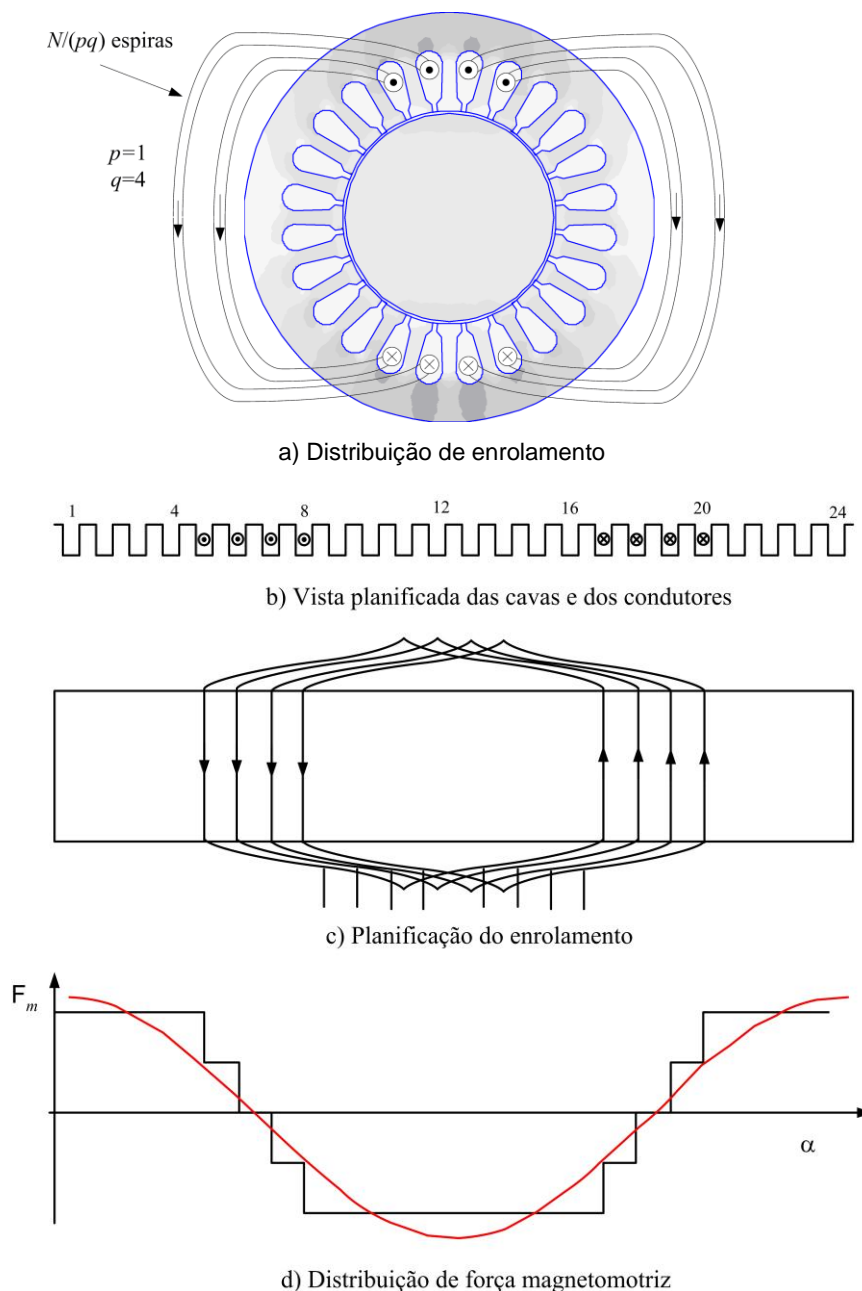 N/(pq) espiras
p=1
q=4
a) Distribuição de enrolamento
1 4 8 12 16 20 24
b) Vista planificada das cavas e dos condutores
c) Planificação do enrolamento
Fm
α
d) Distribuição de força magnetomotriz